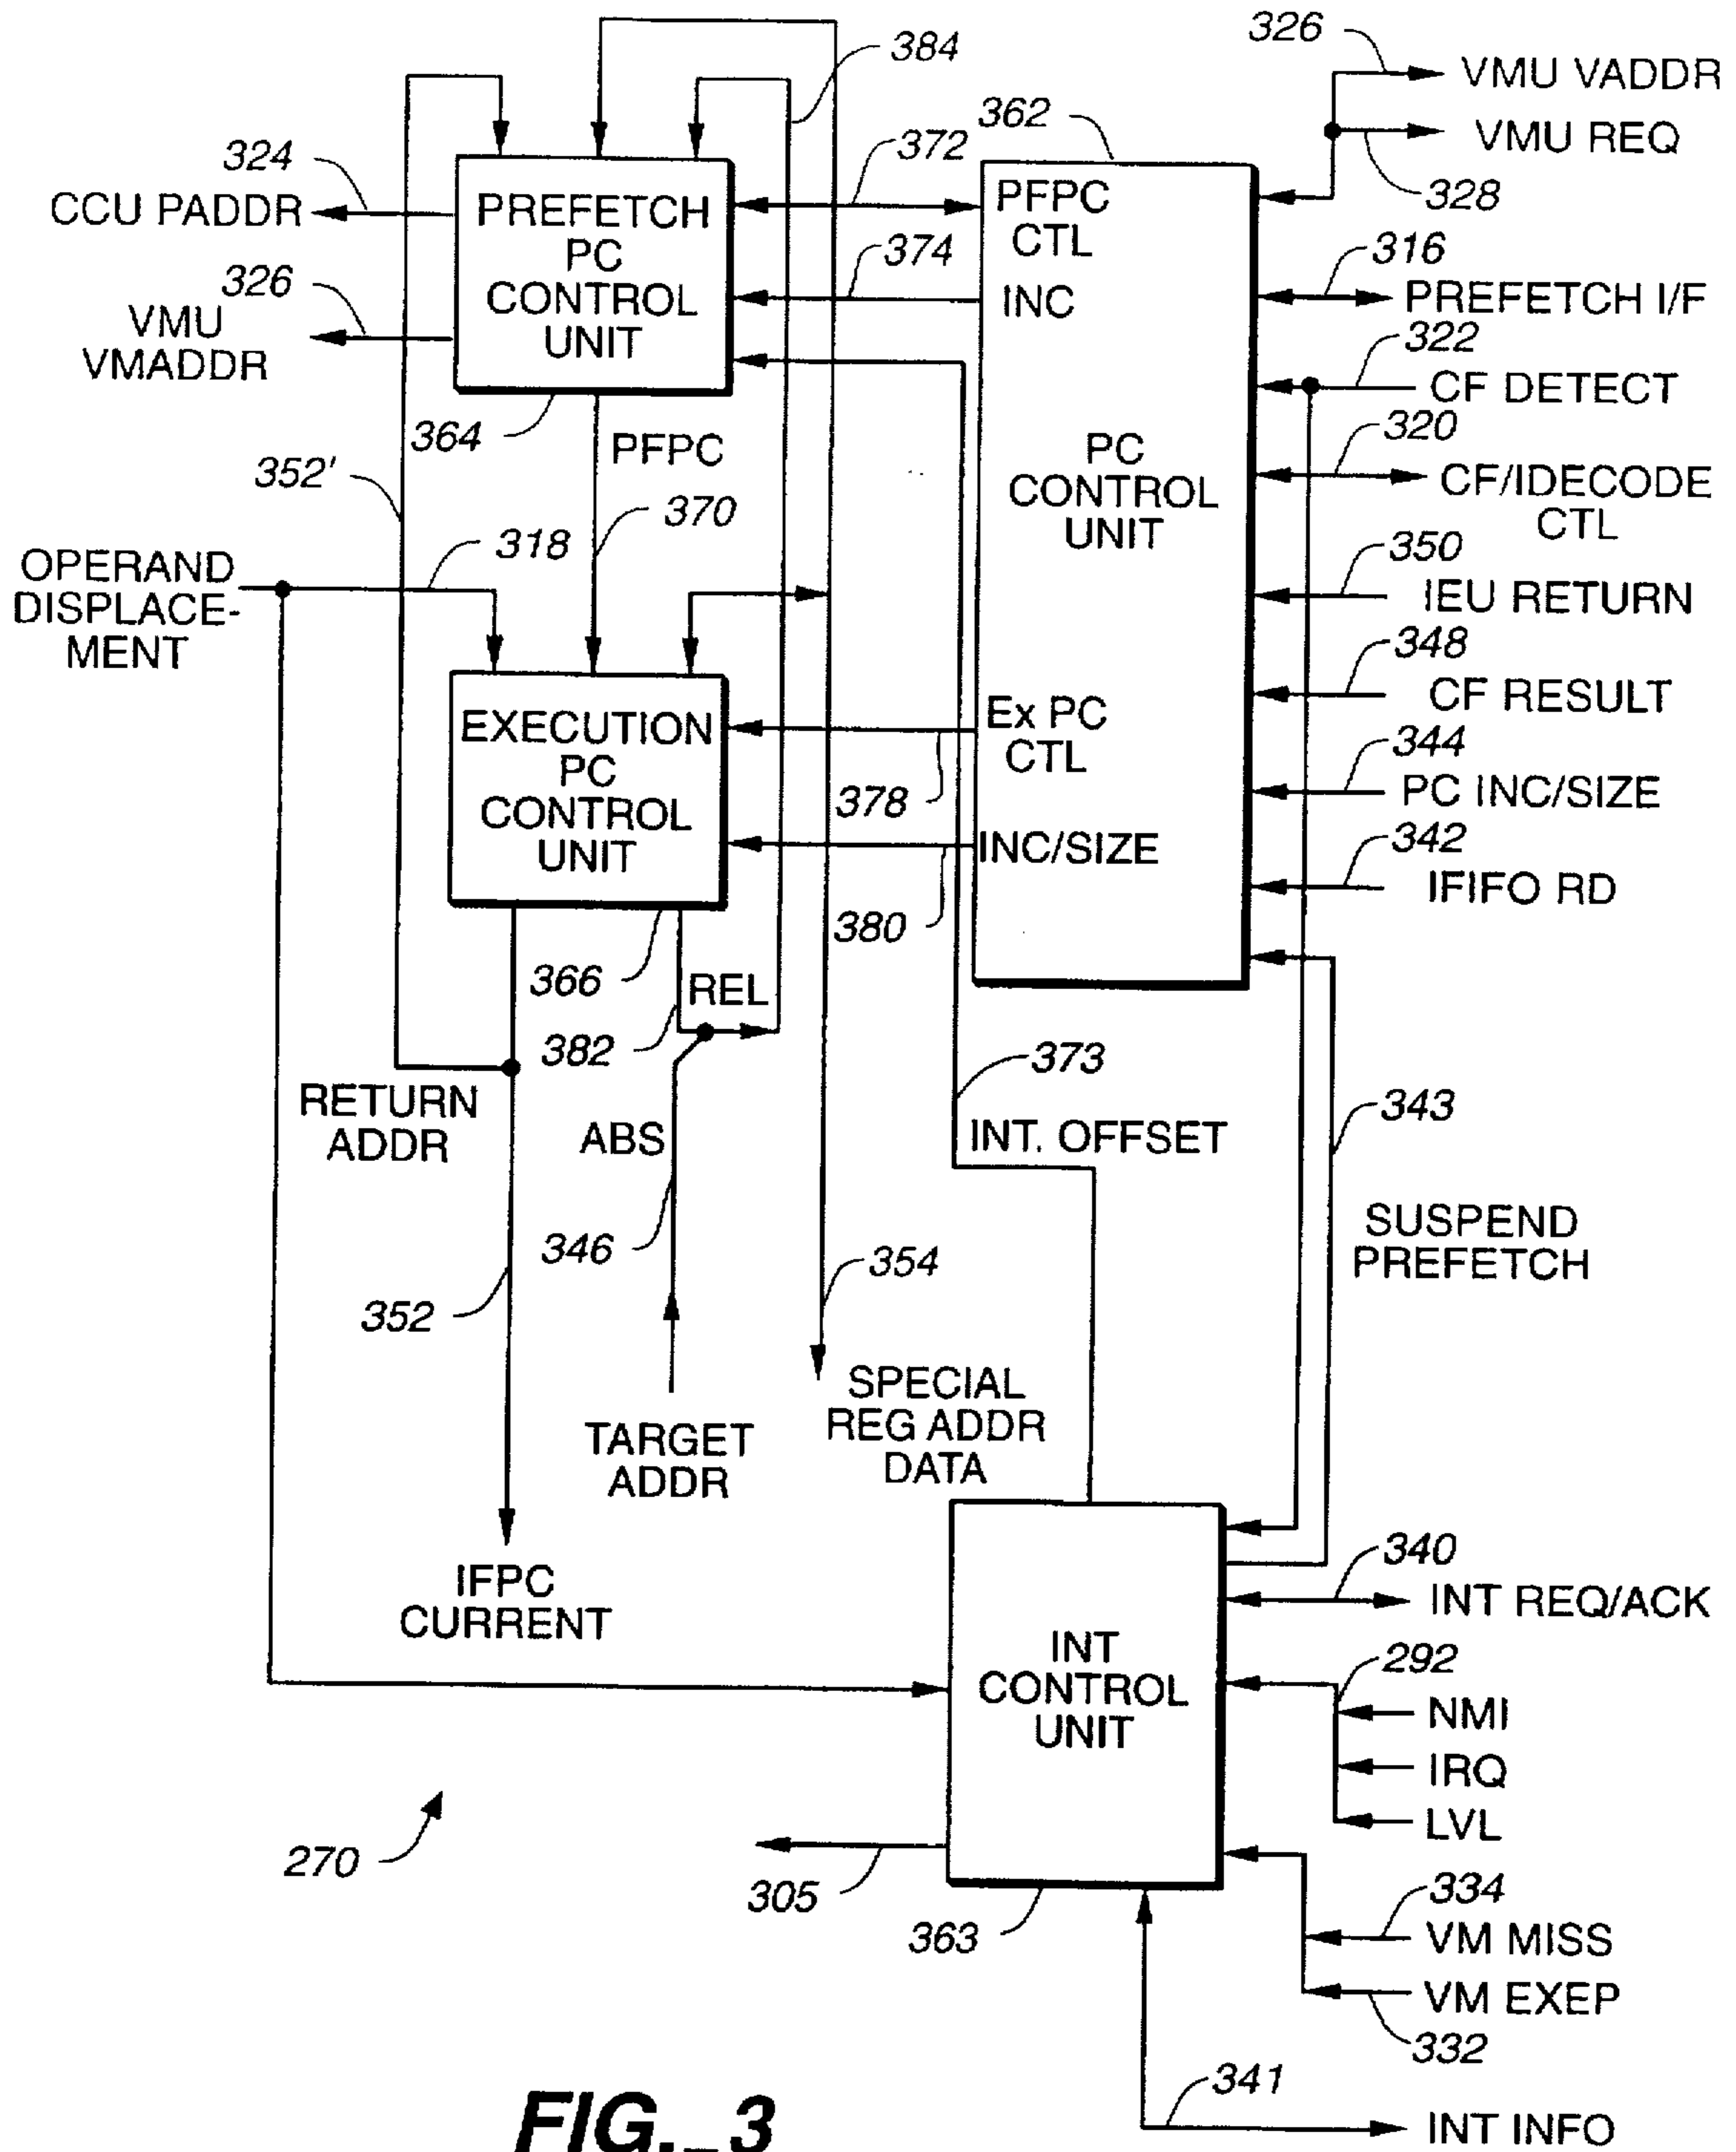 326
VMU VADDR
384
362
VMU REQ
324
372
328
CCU PADDR
PREFETCH
PC
CONTROL
UNIT
PFPC
CTL
374
316
326
INC
PREFETCH I/F
VMU
VMADDR
322
CF DETECT
364
PFPC
320
352'
PC
CONTROL
UNIT
CF/IDECODE
CTL
370
318
350
OPERAND
DISPLACE-
MENT
IEU RETURN
348
CF RESULT
EXECUTION
PC
CONTROL
UNIT
Ex PC
CTL
344
378
PC INC/SIZE
INC/SIZE
342
380
IFIFO RD
366
REL
382
373
343
RETURN
ADDR
ABS
INT. OFFSET
346
354
SUSPEND
PREFETCH
352
SPECIAL
REG ADDR
DATA
TARGET
ADDR
IFPC
CURRENT
340
INT REQ/ACK
INT
CONTROL
UNIT
292
NMI
IRQ
LVL
270
305
363
334
VM MISS
VM EXEP
332
341
INT INFO
FIG._3